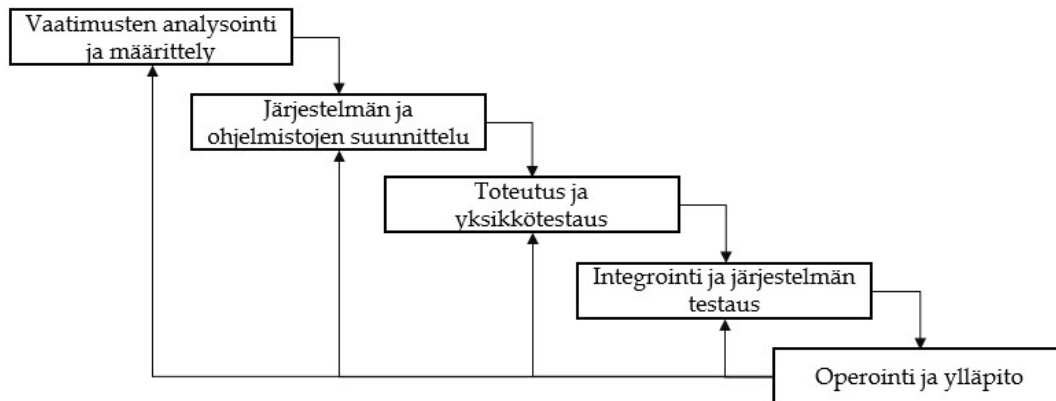 Vaatimusten analysointi
ja määrittely
Järjestelmän ja
ohjelmistojen suunnittelu
Toteutus ja
yksikkötestaus
Integrointi ja järjestelmän
testaus
Operointi ja ylläpito